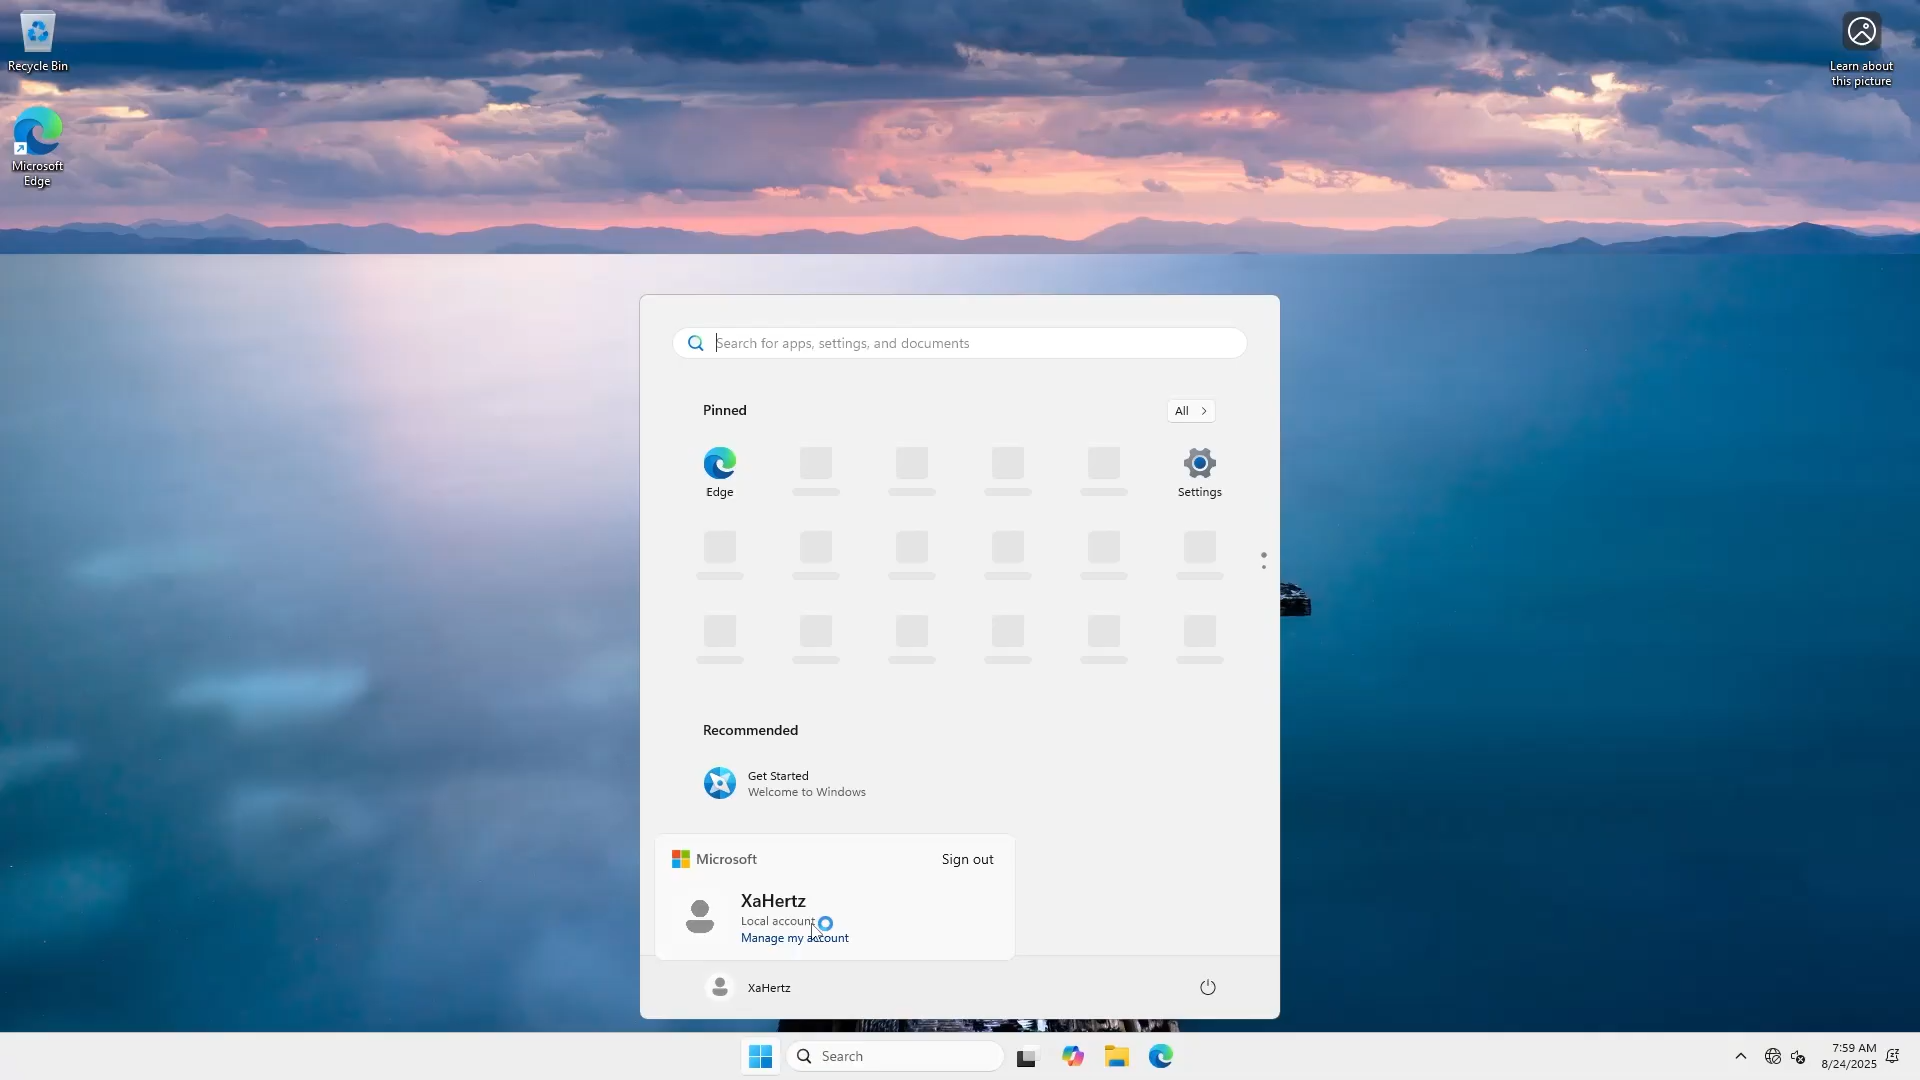 Recycle Bin
Learn about
this picture
Microsoft
Edge
Search for apps, settings, and documents
Pinned
All
Edge
Settings
Recommended
Get Started
Welcome to Windows
Microsoft
Sign out
XaHertz
Local account
Manage my account
XaHertz
Search
7:59 AM
8/24/2025